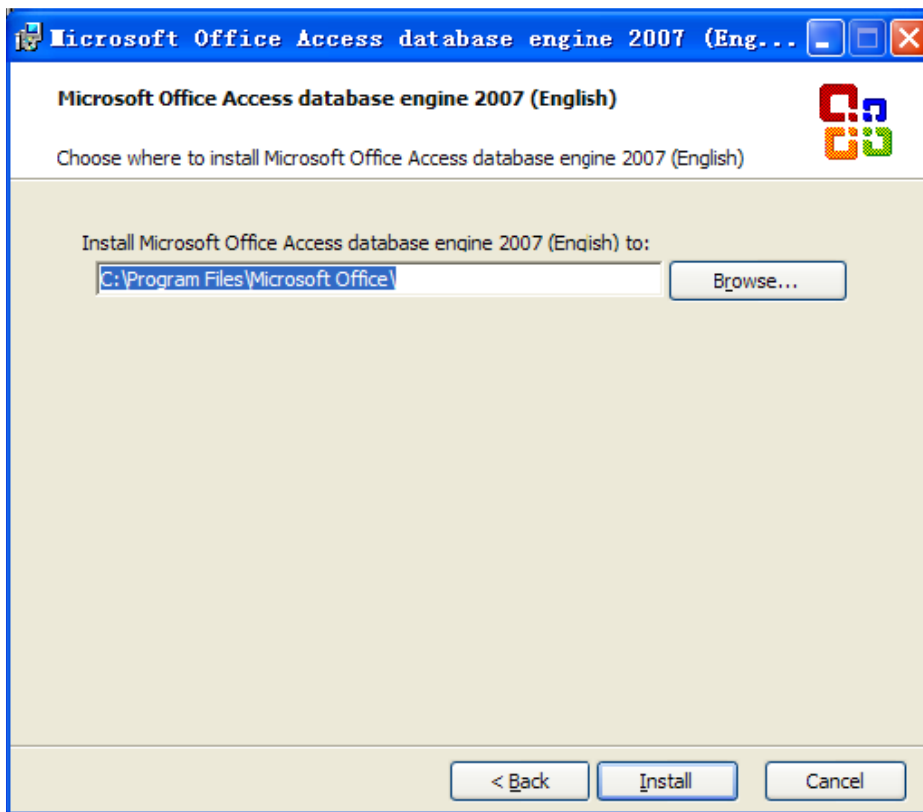 Microsoft Office Access database engine 2007 (Eng...
Microsoft Office Access database engine 2007 (English)
Choose where to install Microsoft Office Access database engine 2007 (English)
Install Microsoft Office Access database engine 2007 (Engish) to:
C:\Program Files\Microsoft Office\
Browse...
< Back
Install
Cancel